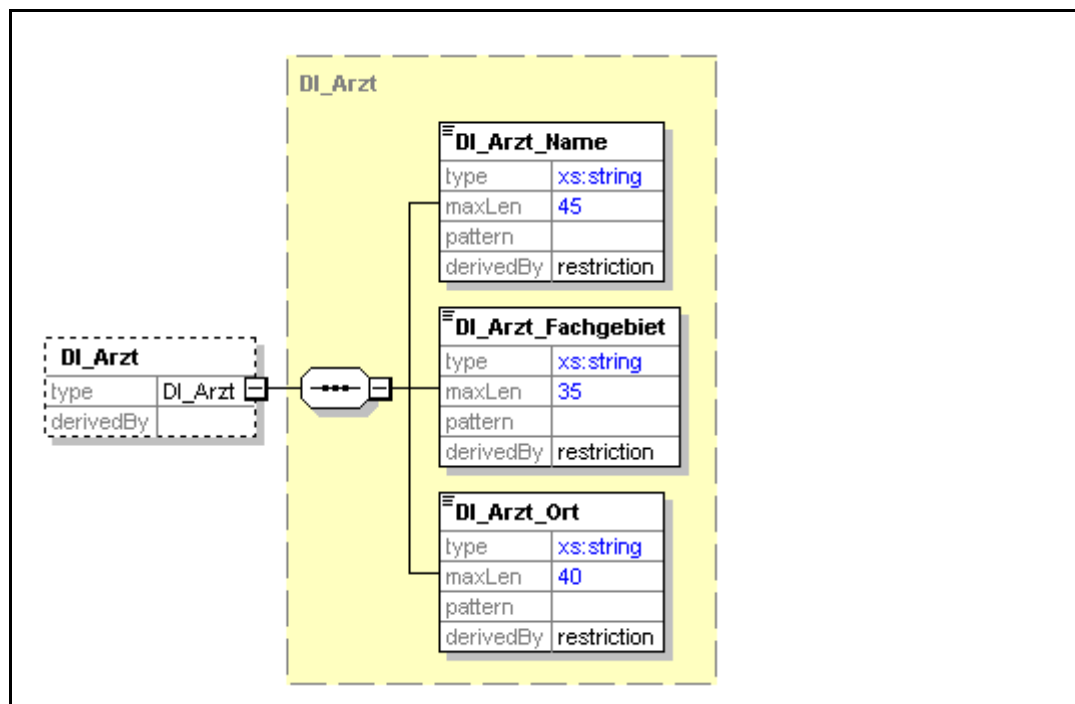 DI_Arzt
DI_Arzt_Name
type xs:string
maxLen 45
pattern
derivedBy restriction
DI_Arzt_Fachgebiet
type xs:string
maxLen 35
pattern
derivedBy restriction
DI_Arzt
type DI_Arzt
derivedBy
DI_Arzt_Ort
type xs:string
maxLen 40
pattern
derivedBy restriction